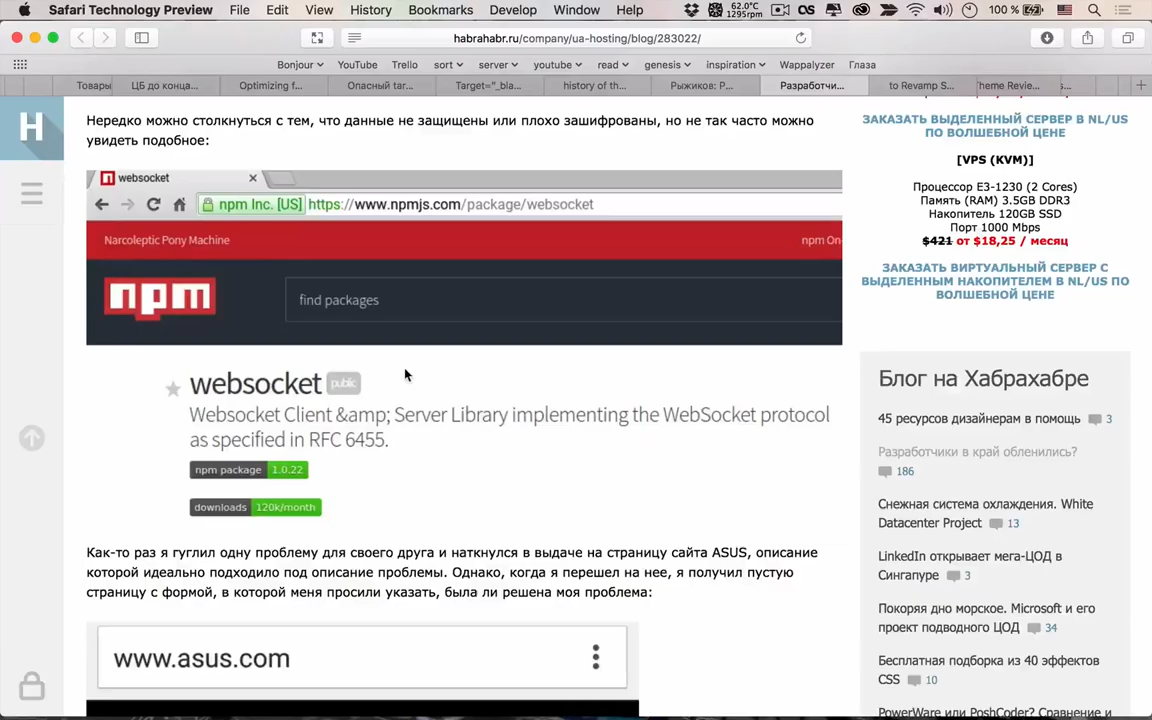 Safari Technology Preview File Edit View History Bookmarks Develop Window Help 62.0°C 1295rpm 100 %
habrahabr.ru/company/ua-hosting/blog/283022/
Bonjour YouTube Trello sort server youtube read genesis inspiration Wappalyzer Глаза
Товары ЦБ до конца... Optimizing f... Опасный tar... Target="_bla... history of th... Рыжиков: P... Разработчи... to Revamp S... heme Revie... s...
H
Нередко можно столкнуться с тем, что данные не защищены или плохо зашифрованы, но не так часто можно
увидеть подобное:
websocket
npm Inc. [US] https://www.npmjs.com/package/websocket
Narcoleptic Pony Machine npm On
npm find packages
websocket public
Websocket Client &amp; Server Library implementing the WebSocket protocol
as specified in RFC 6455.
npm package 1.0.22
downloads 120k/month
Как-то раз я гуглил одну проблему для своего друга и наткнулся в выдаче на страницу сайта ASUS, описание
которой идеально подходило под описание проблемы. Однако, когда я перешел на нее, я получил пустую
страницу с формой, в которой меня просили указать, была ли решена моя проблема:
www.asus.com
ЗАКАЗАТЬ ВЫДЕЛЕННЫЙ СЕРВЕР В NL/US
ПО ВОЛШЕБНОЙ ЦЕНЕ
[VPS (KVM)]
Процессор E3-1230 (2 Cores)
Память (RAM) 3.5GB DDR3
Накопитель 120GB SSD
Порт 1000 Mbps
$421 от $18,25 / месяц
ЗАКАЗАТЬ ВИРТУАЛЬНЫЙ СЕРВЕР С
ВЫДЕЛЕННЫМ НАКОПИТЕЛЕМ В NL/US ПО
ВОЛШЕБНОЙ ЦЕНЕ
Блог на Хабрахабре
45 ресурсов дизайнерам в помощь 3
Разработчики в край обленились?
186
Снежная система охлаждения. White
Datacenter Project 13
LinkedIn открывает мега-ЦОД в
Сингапуре 3
Покоряя дно морское. Microsoft и его
проект подводного ЦОД 34
Бесплатная подборка из 40 эффектов
CSS 10
PowerWare или PoshCoder? Сравнение и